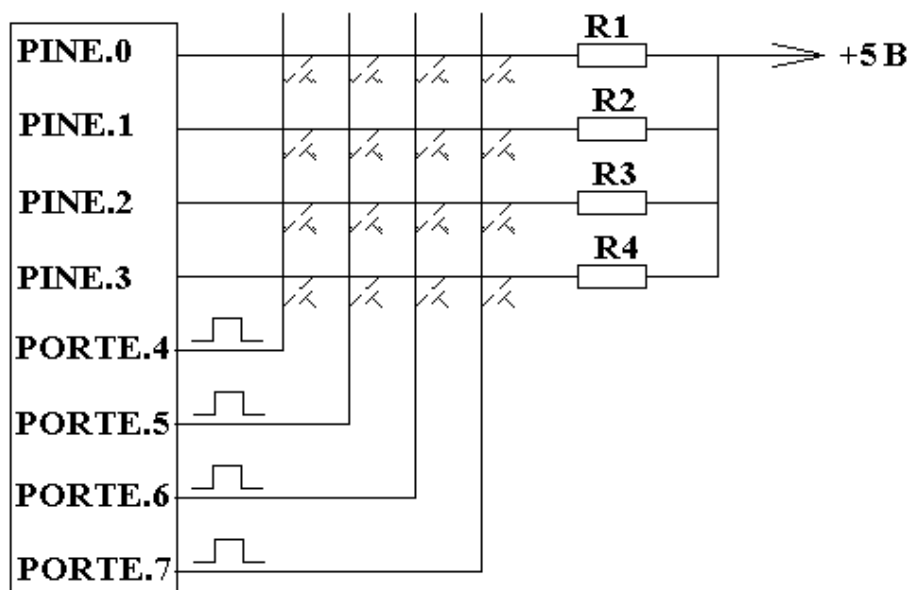 PINE.0
R1
+5 В
PINE.1
R2
PINE.2
R3
PINE.3
R4
PORTE.4
PORTE.5
PORTE.6
PORTE.7